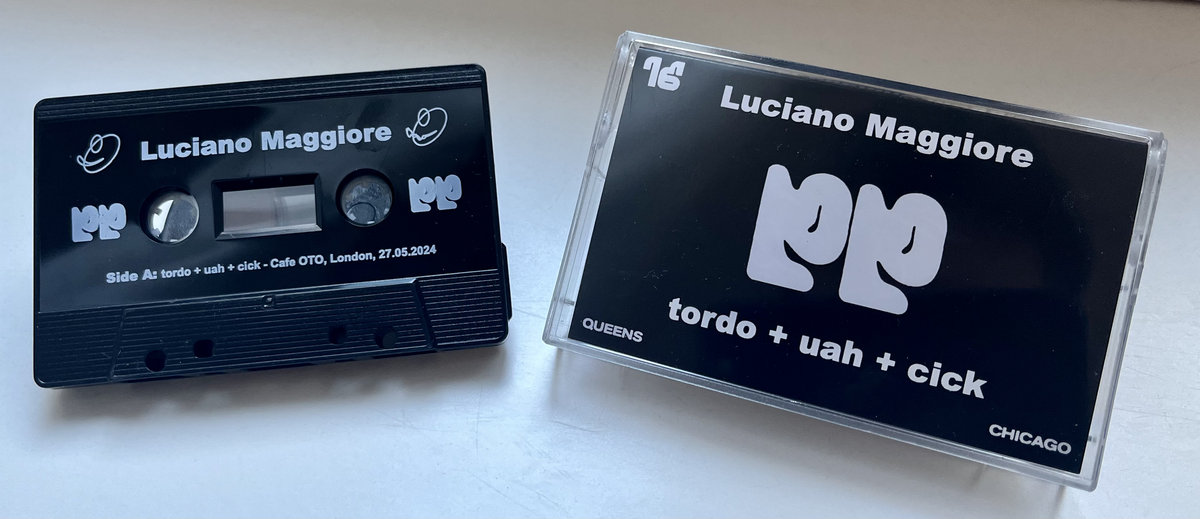 Luciano Maggiore
Side A: tordo + uah + cick - Cafe OTO, London, 27.05.2024
16
Luciano Maggiore
tordo + uah + cick
QUEENS
CHICAGO